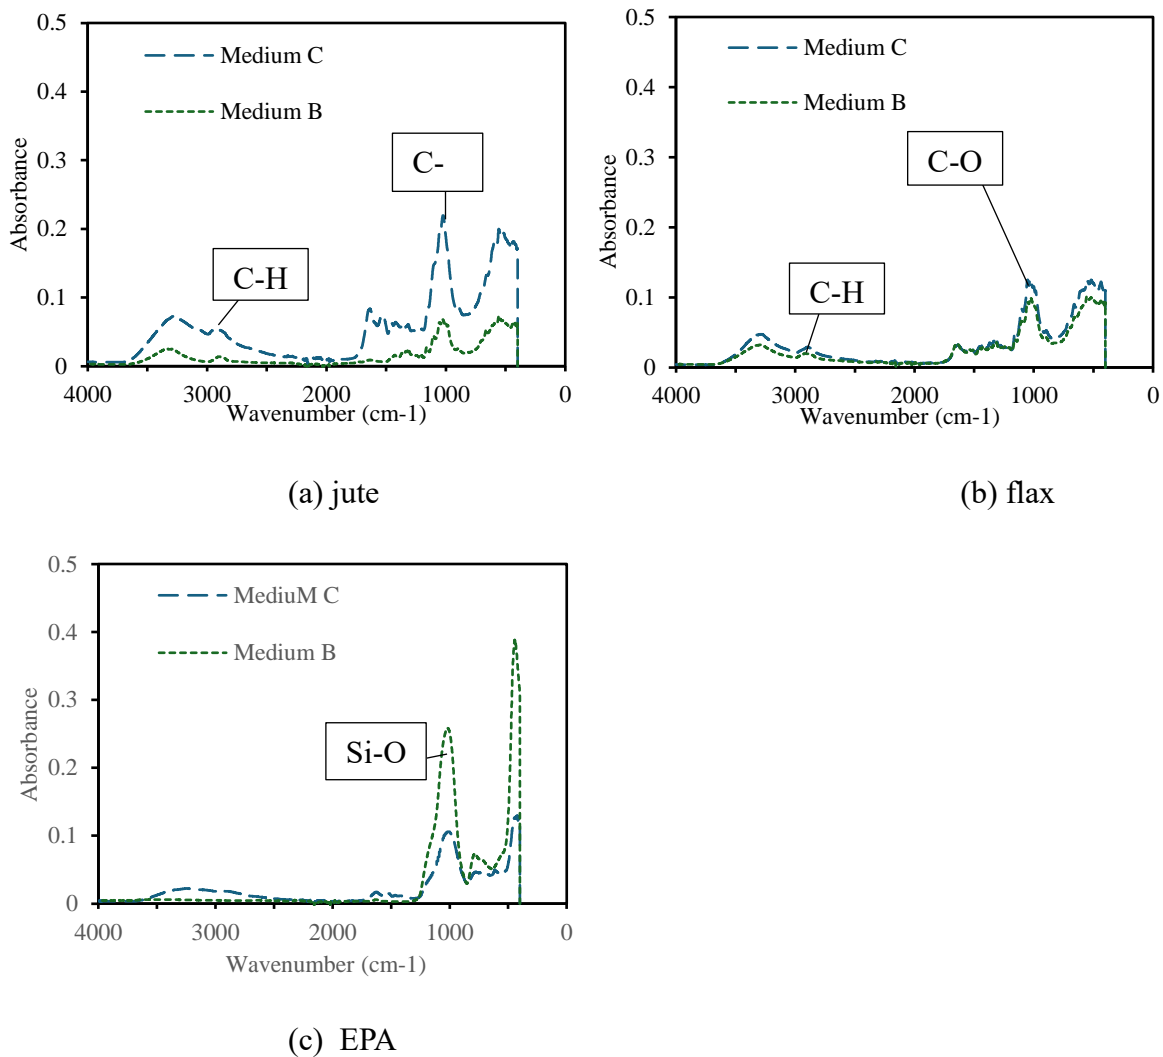 0.5
0.4
0.3
0.2
0.1
0
Absorbance
Medium C
Medium B
C-
C-H
4000 3000 2000 1000 0
Wavenumber (cm-1)
(a) jute
0.5
0.4
0.3
0.2
0.1
0
Absorbance
Medium C
Medium B
C-O
C-H
4000 3000 2000 1000 0
Wavenumber (cm-1)
(b) flax
0.5
0.4
0.3
0.2
0.1
0
Absorbance
MediuM C
Medium B
Si-O
4000 3000 2000 1000 0
Wavenumber (cm-1)
(c) EPA